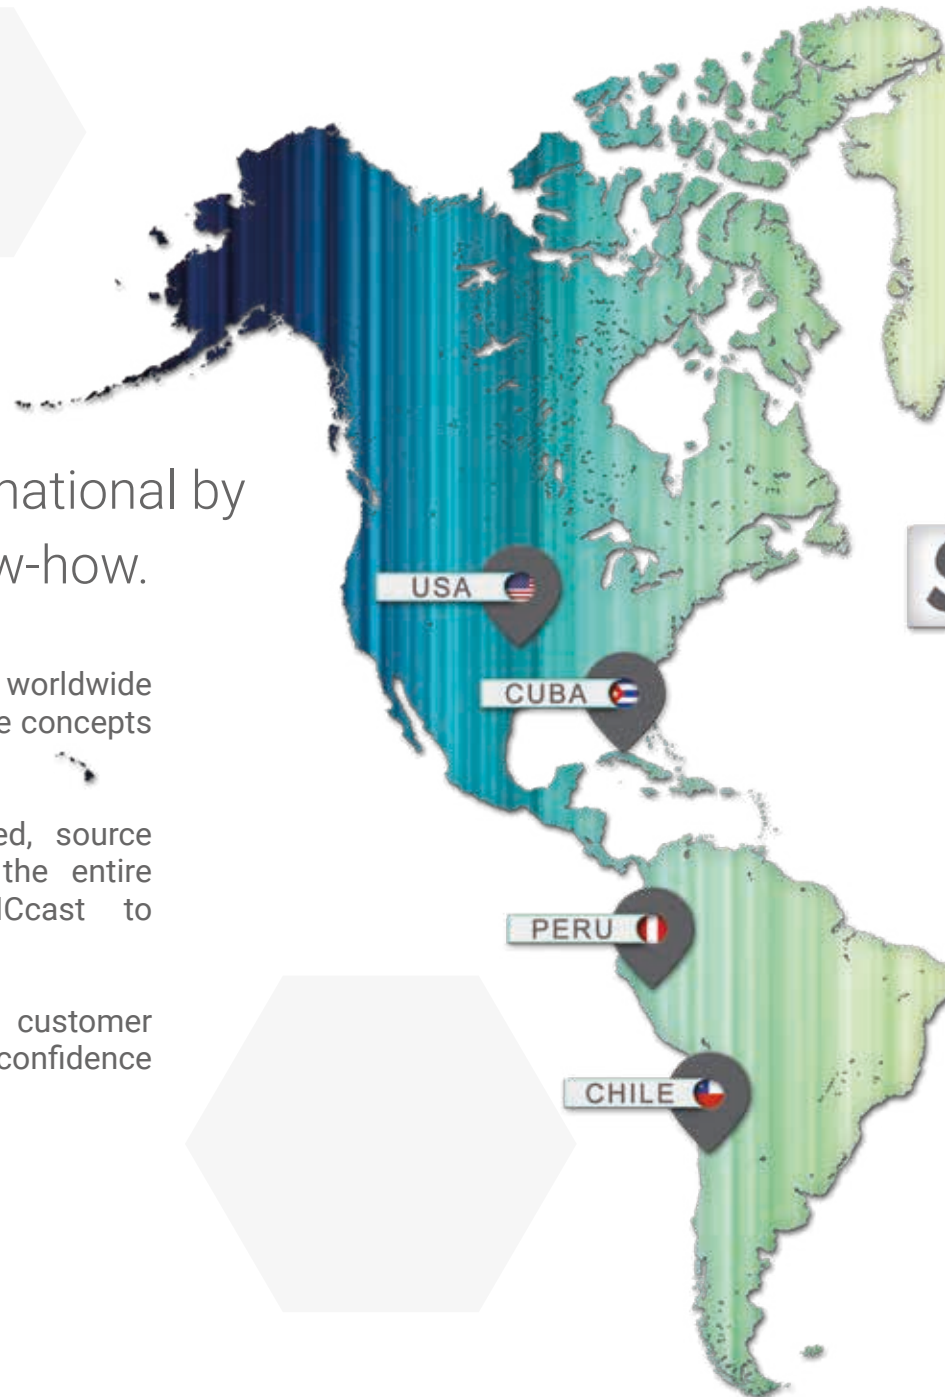 national by
w-how.
worldwide
e concepts
ed, source
the entire
Ccast to
customer
confidence
USA
CUBA
PERU
CHILE
S